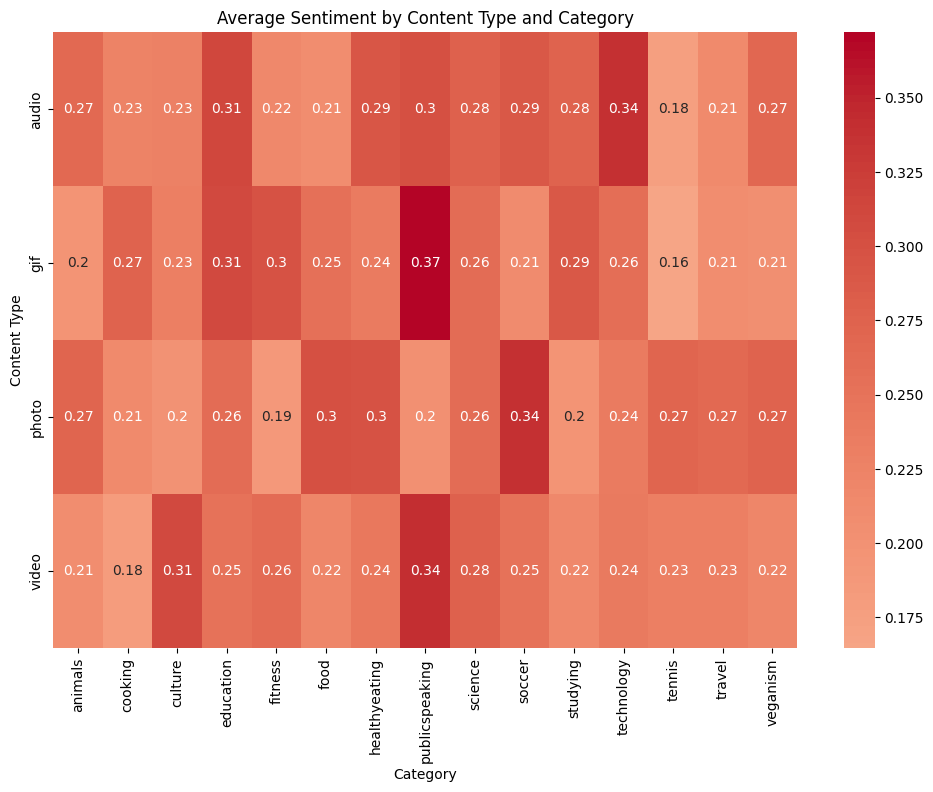 Average Sentiment by Content Type and Category
Content Type
audio
0.27 0.23 0.23 0.31 0.22 0.21 0.29 0.3 0.28 0.29 0.28 0.34 0.18 0.21 0.27
gif
0.2 0.27 0.23 0.31 0.3 0.25 0.24 0.37 0.26 0.21 0.29 0.26 0.16 0.21 0.21
photo
0.27 0.21 0.2 0.26 0.19 0.3 0.3 0.2 0.26 0.34 0.2 0.24 0.27 0.27 0.27
video
0.21 0.18 0.31 0.25 0.26 0.22 0.24 0.34 0.28 0.25 0.22 0.24 0.23 0.23 0.22
animals
cooking
culture
education
fitness
food
healthyeating
publicspeaking
science
soccer
studying
technology
tennis
travel
veganism
Category
0.350
0.325
0.300
0.275
0.250
0.225
0.200
0.175